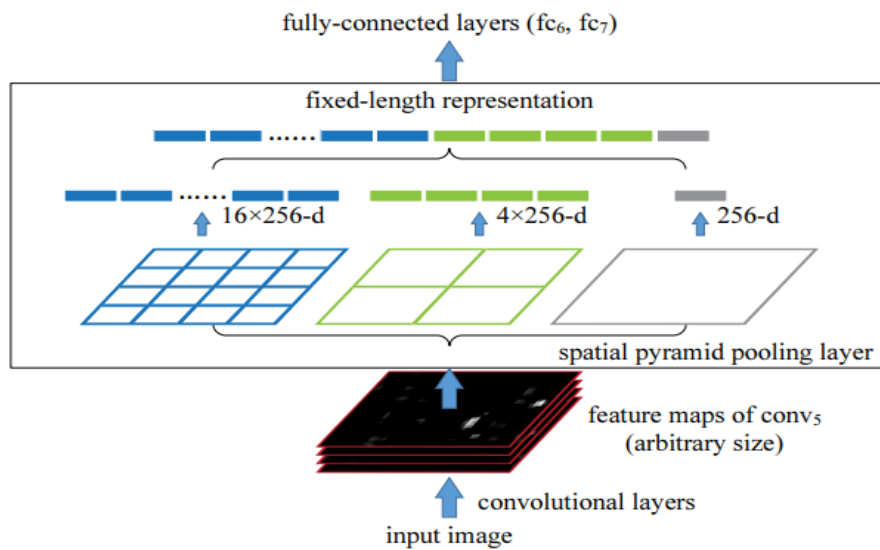 fully-connected layers (fc₆, fc₇)
fixed-length representation
......
......
16×256-d
4×256-d
256-d
spatial pyramid pooling layer
feature maps of conv₅
(arbitrary size)
convolutional layers
input image